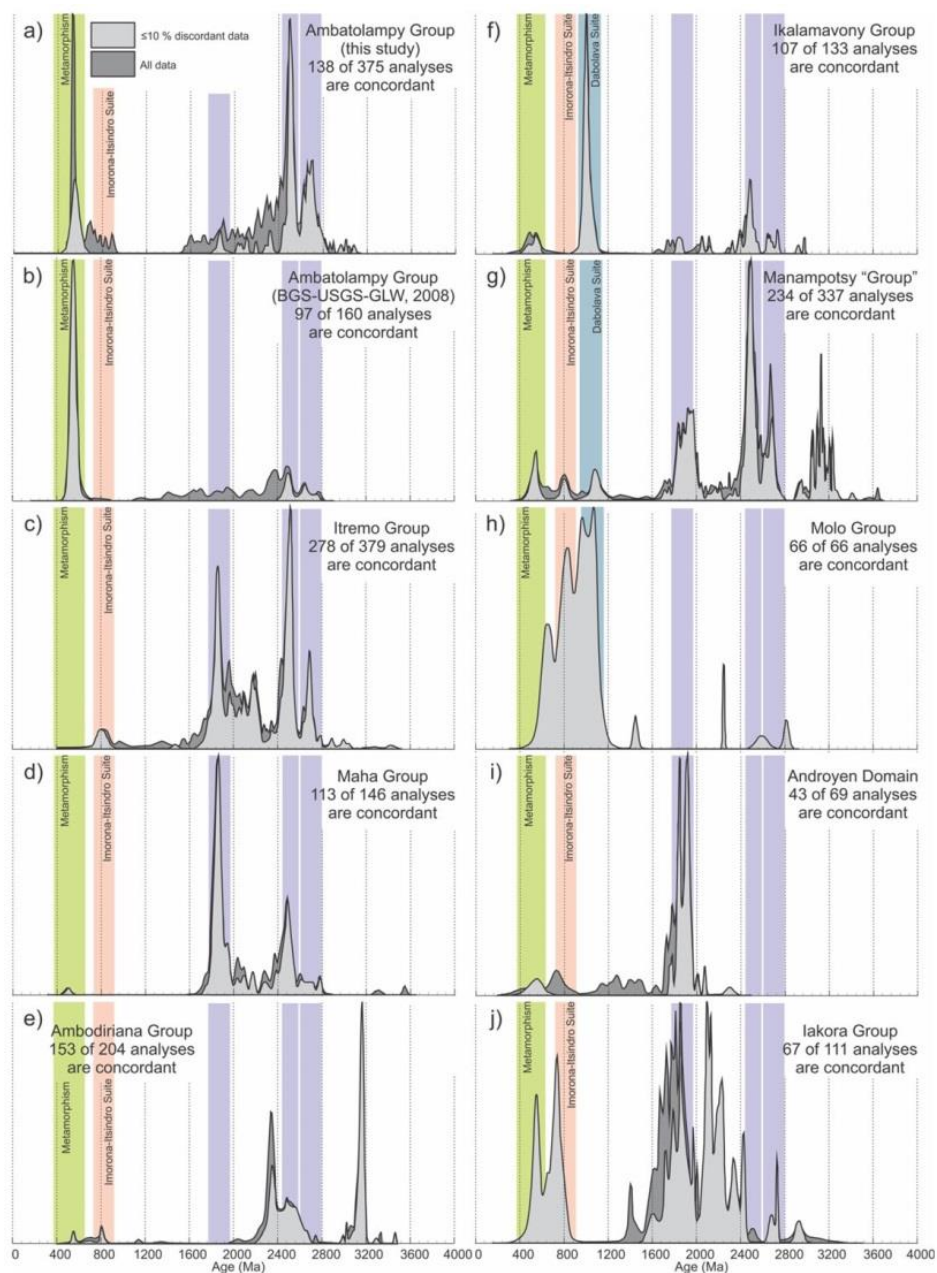 a)
≤10 % discordant data
All data
Metamorphism
Imorona-Itsindro Suite
Ambatolampy Group
(this study)
138 of 375 analyses
are concordant
b)
Metamorphism
Imorona-Itsindro Suite
Ambatolampy Group
(BGS-USGS-GLW, 2008)
97 of 160 analyses
are concordant
c)
Metamorphism
Imorona-Itsindro Suite
Itremo Group
278 of 379 analyses
are concordant
d)
Metamorphism
Imorona-Itsindro Suite
Maha Group
113 of 146 analyses
are concordant
e)
Ambodiriana Group
153 of 204 analyses
are concordant
Metamorphism
Imorona-Itsindro Suite
0 400 800 1200 1600 2000 2400 2800 3200 3600 4000
Age (Ma)
f)
Metamorphism
Imorona-Itsindro Suite
Dabolava Suite
Ikalamavony Group
107 of 133 analyses
are concordant
g)
Metamorphism
Imorona-Itsindro Suite
Dabolava Suite
Manampotsy “Group”
234 of 337 analyses
are concordant
h)
Molo Group
66 of 66 analyses
are concordant
i)
Metamorphism
Imorona-Itsindro Suite
Androyen Domain
43 of 69 analyses
are concordant
j)
Metamorphism
Imorona-Itsindro Suite
Iakora Group
67 of 111 analyses
are concordant
400 800 1200 1600 2000 2400 2800 3200 3600 4000
Age (Ma)